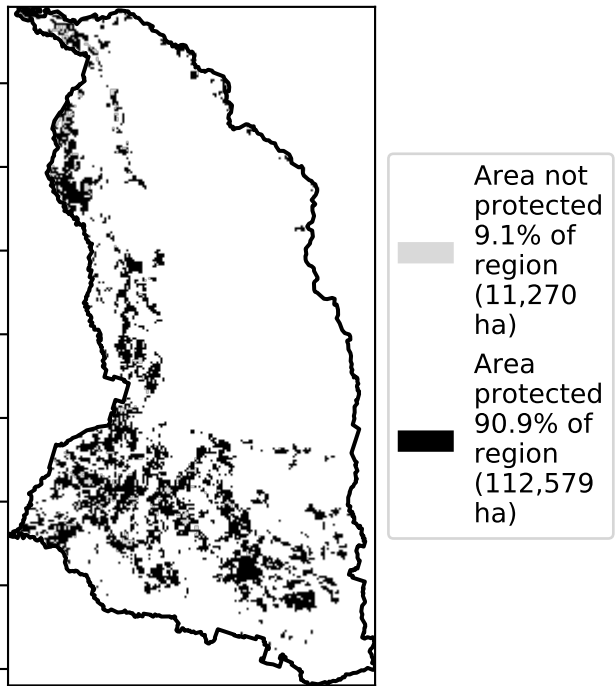 Area not
protected
9.1% of
region
(11,270
ha)
Area
protected
90.9% of
region
(112,579
ha)